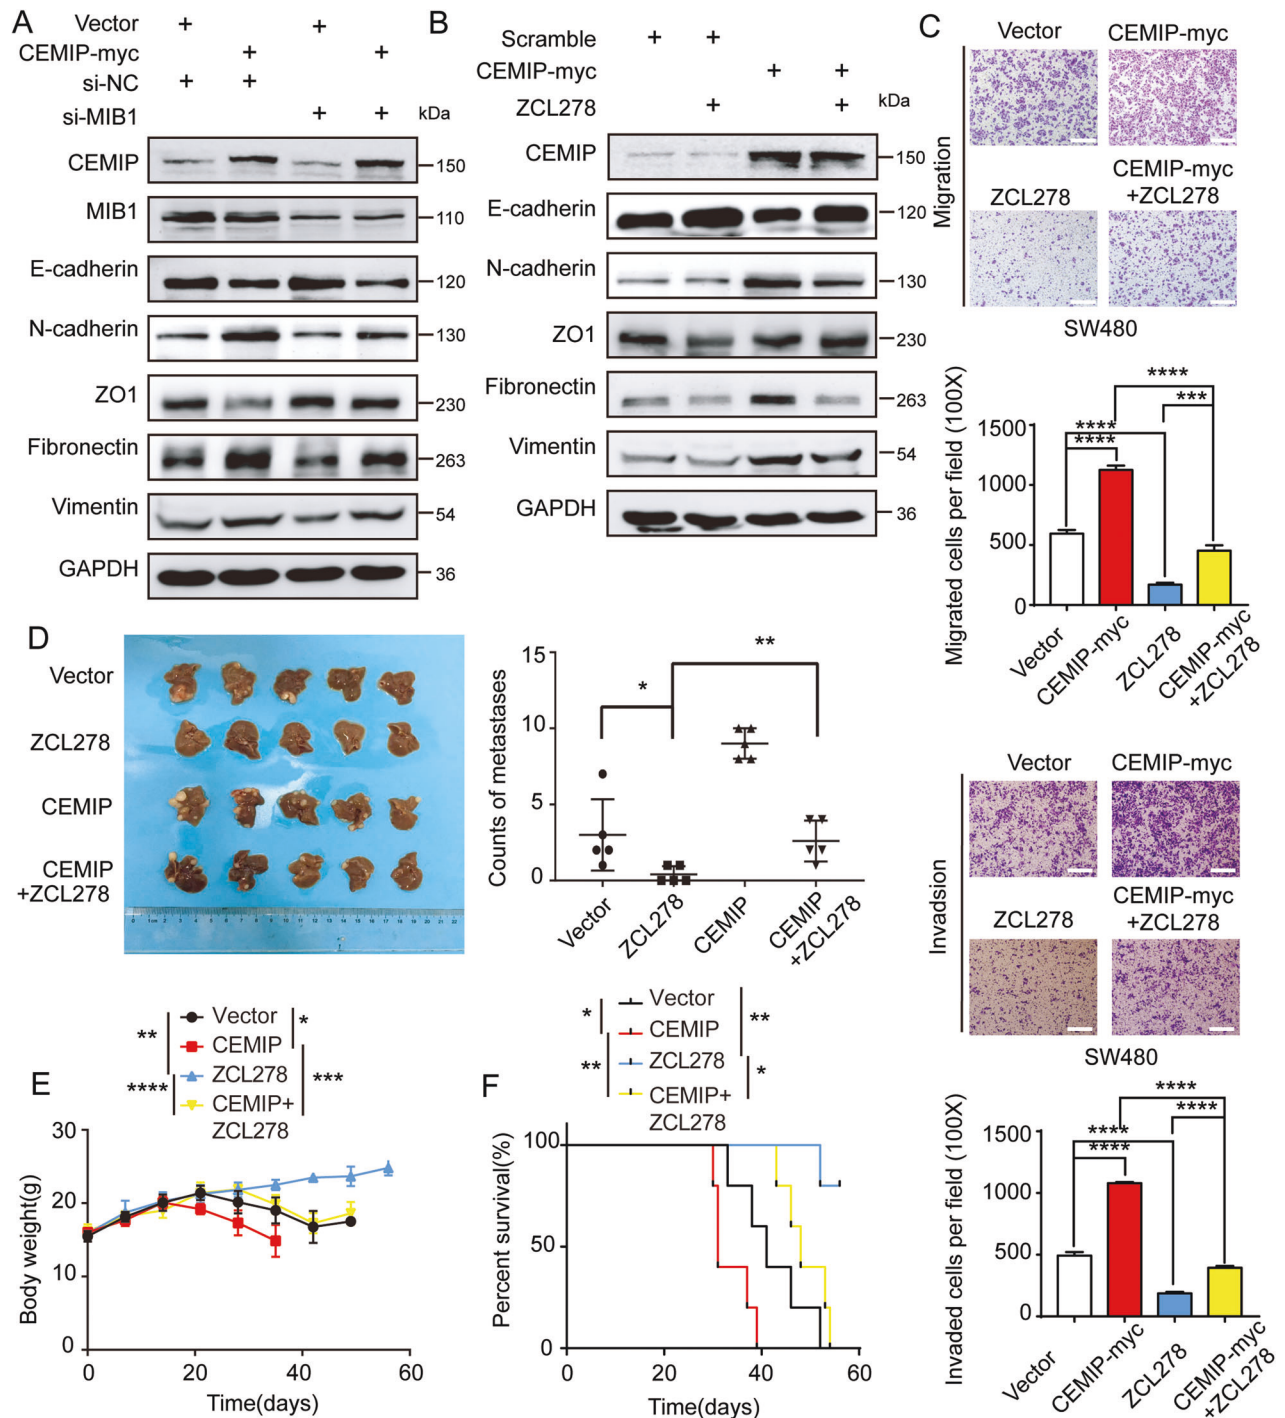 A
Vector + +
CEMIP-myc + +
si-NC + +
si-MIB1 + + kDa
CEMIP 150
MIB1 110
E-cadherin 120
N-cadherin 130
ZO1 230
Fibronectin 263
Vimentin 54
GAPDH 36
B
Scramble + +
CEMIP-myc + +
ZCL278 + + kDa
CEMIP 150
E-cadherin 120
N-cadherin 130
ZO1 230
Fibronectin 263
Vimentin 54
GAPDH 36
C
Vector CEMIP-myc
Migration
ZCL278 CEMIP-myc
+ZCL278
SW480
Migrated cells per field (100X)
1500
1000
500
0
****
***
****
****
Vector
CEMIP-myc
ZCL278
CEMIP-myc
+ZCL278
Vector CEMIP-myc
Invadsion
ZCL278 CEMIP-myc
+ZCL278
SW480
Invaded cells per field (100X)
1500
1000
500
0
****
****
****
****
Vector
CEMIP-myc
ZCL278
CEMIP-myc
+ZCL278
D
Vector
ZCL278
CEMIP
CEMIP
+ZCL278
Counts of metastases
15
10
5
0
*
**
Vector
ZCL278
CEMIP
CEMIP
+ZCL278
E
Vector
CEMIP
ZCL278
CEMIP+
ZCL278
**
****
*
***
Body weight(g)
30
20
10
0
0 20 40 60
Time(days)
F
Vector
CEMIP
ZCL278
CEMIP+
ZCL278
*
**
**
*
Percent survival(%)
100
50
0
0 20 40 60
Time(days)